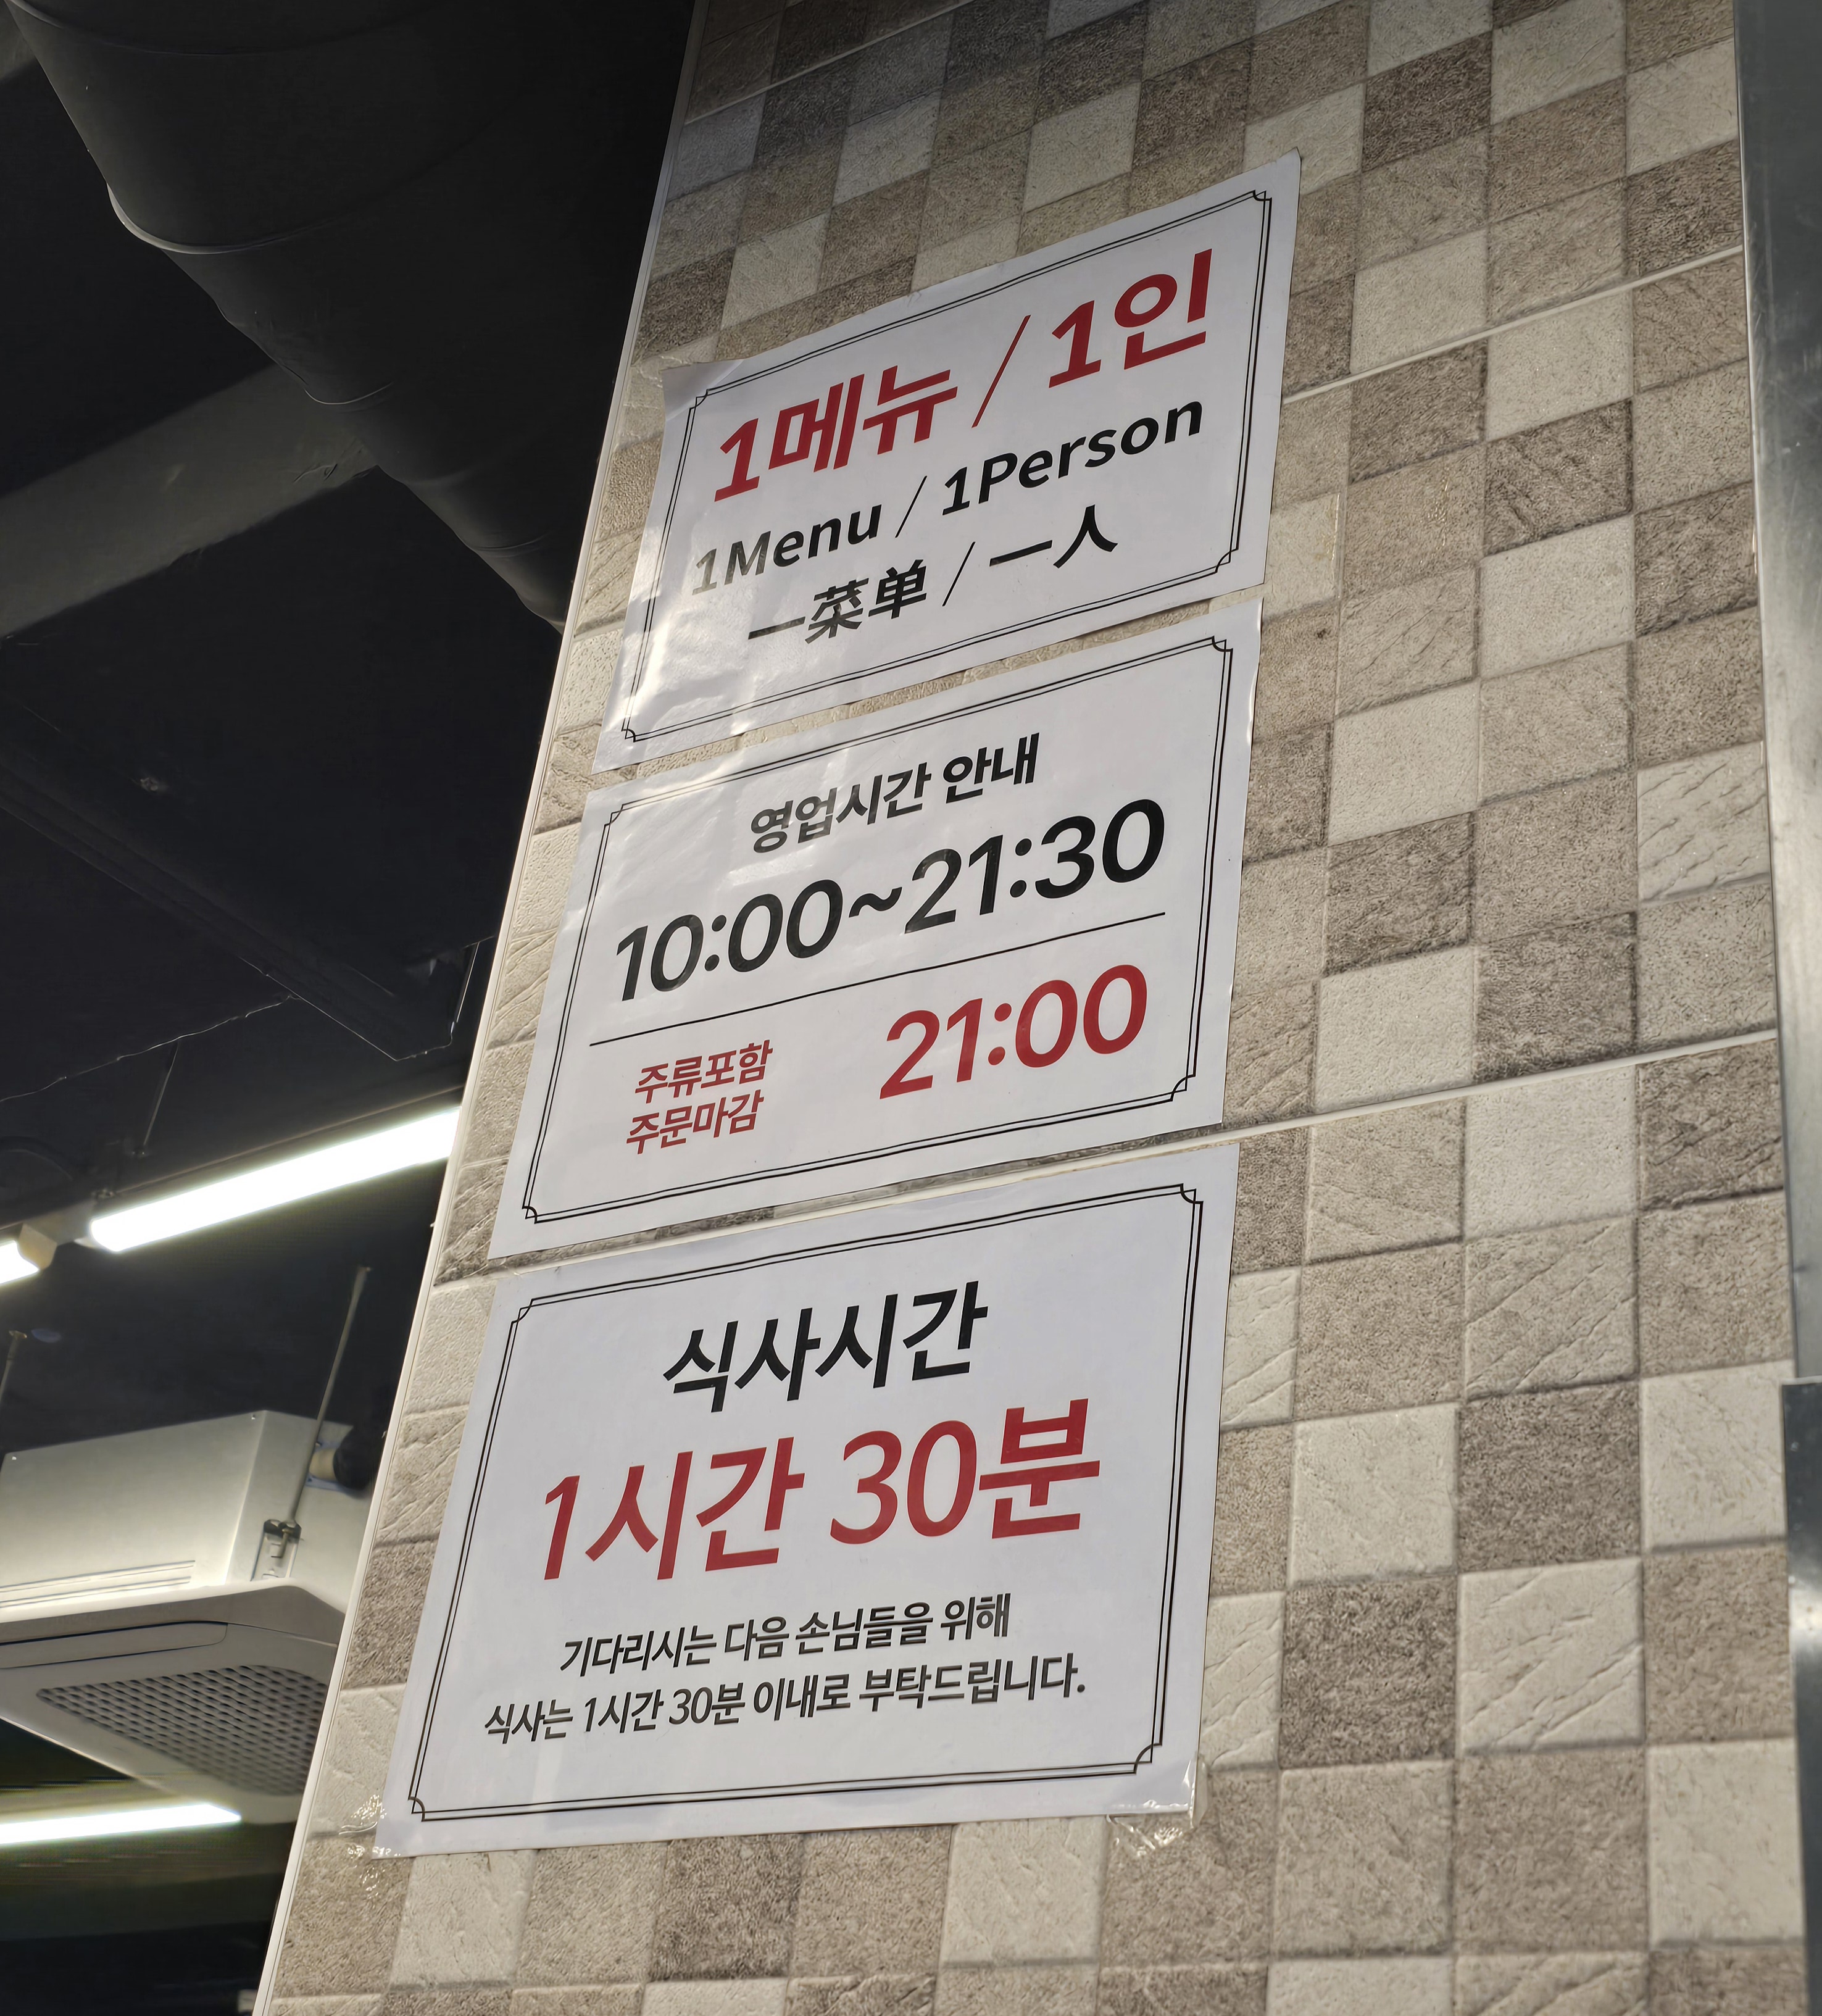 1메뉴 / 1인
1Menu / 1Person
一菜单 / 一人
영업시간 안내
10:00~21:30
주류포함
주문마감
21:00
식사시간
1시간 30분
기다리시는 다음 손님들을 위해
식사는 1시간 30분 이내로 부탁드립니다.